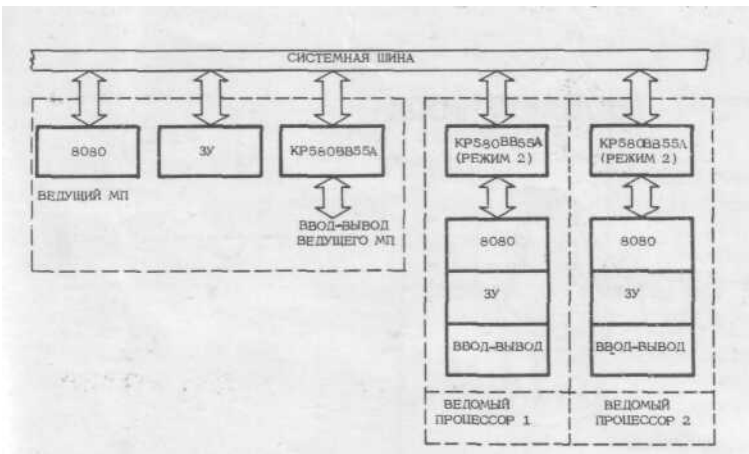 СИСТЕМНАЯ ШИНА
8080
ЗУ
КР580ВВ55А
ВЕДУЩИЙ МП
ВВОД-ВЫВОД
ВЕДУЩЕГО МП
КР580ВВ55А
(РЕЖИМ 2)
8080
ЗУ
ВВОД-ВЫВОД
ВЕДОМЫЙ
ПРОЦЕССОР 1
КР580ВВ55А
(РЕЖИМ 2)
8080
ЗУ
ВВОД-ВЫВОД
ВЕДОМЫЙ
ПРОЦЕССОР 2